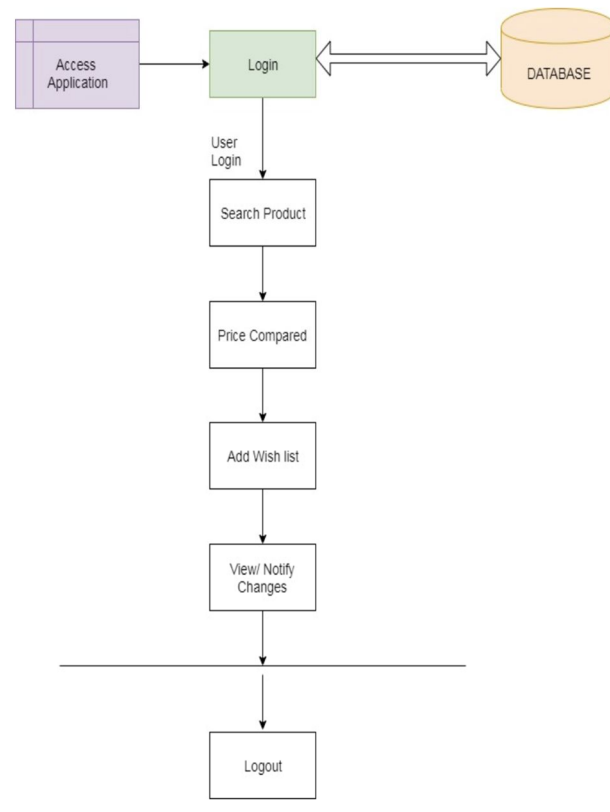 Access
Application
Login
DATABASE
User
Login
Search Product
Price Compared
Add Wish list
View/ Notify
Changes
Logout